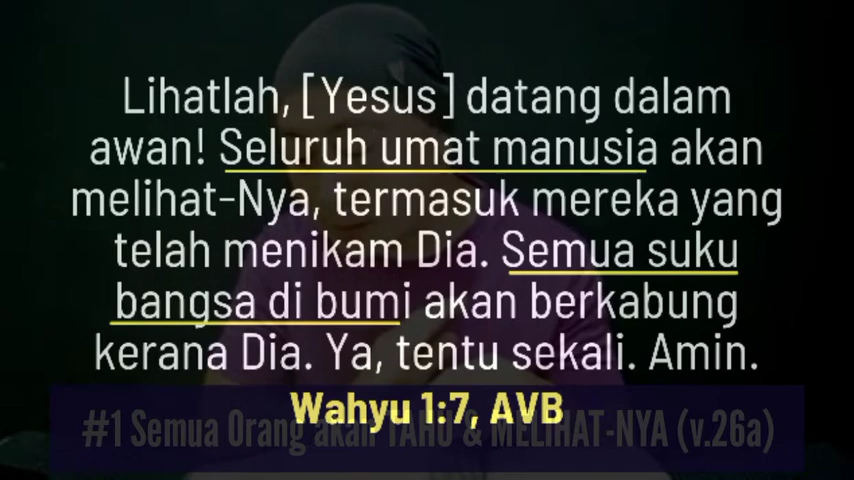 Lihatlah, [Yesus] datang dalam
awan! Seluruh umat manusia akan
melihat-Nya, termasuk mereka yang
telah menikam Dia. Semua suku
bangsa di bumi akan berkabung
kerana Dia. Ya, tentu sekali. Amin.
Wahyu 1:7, AVB
#1 Semua Orang akan TAHU & MELIHAT-NYA (v.26a)